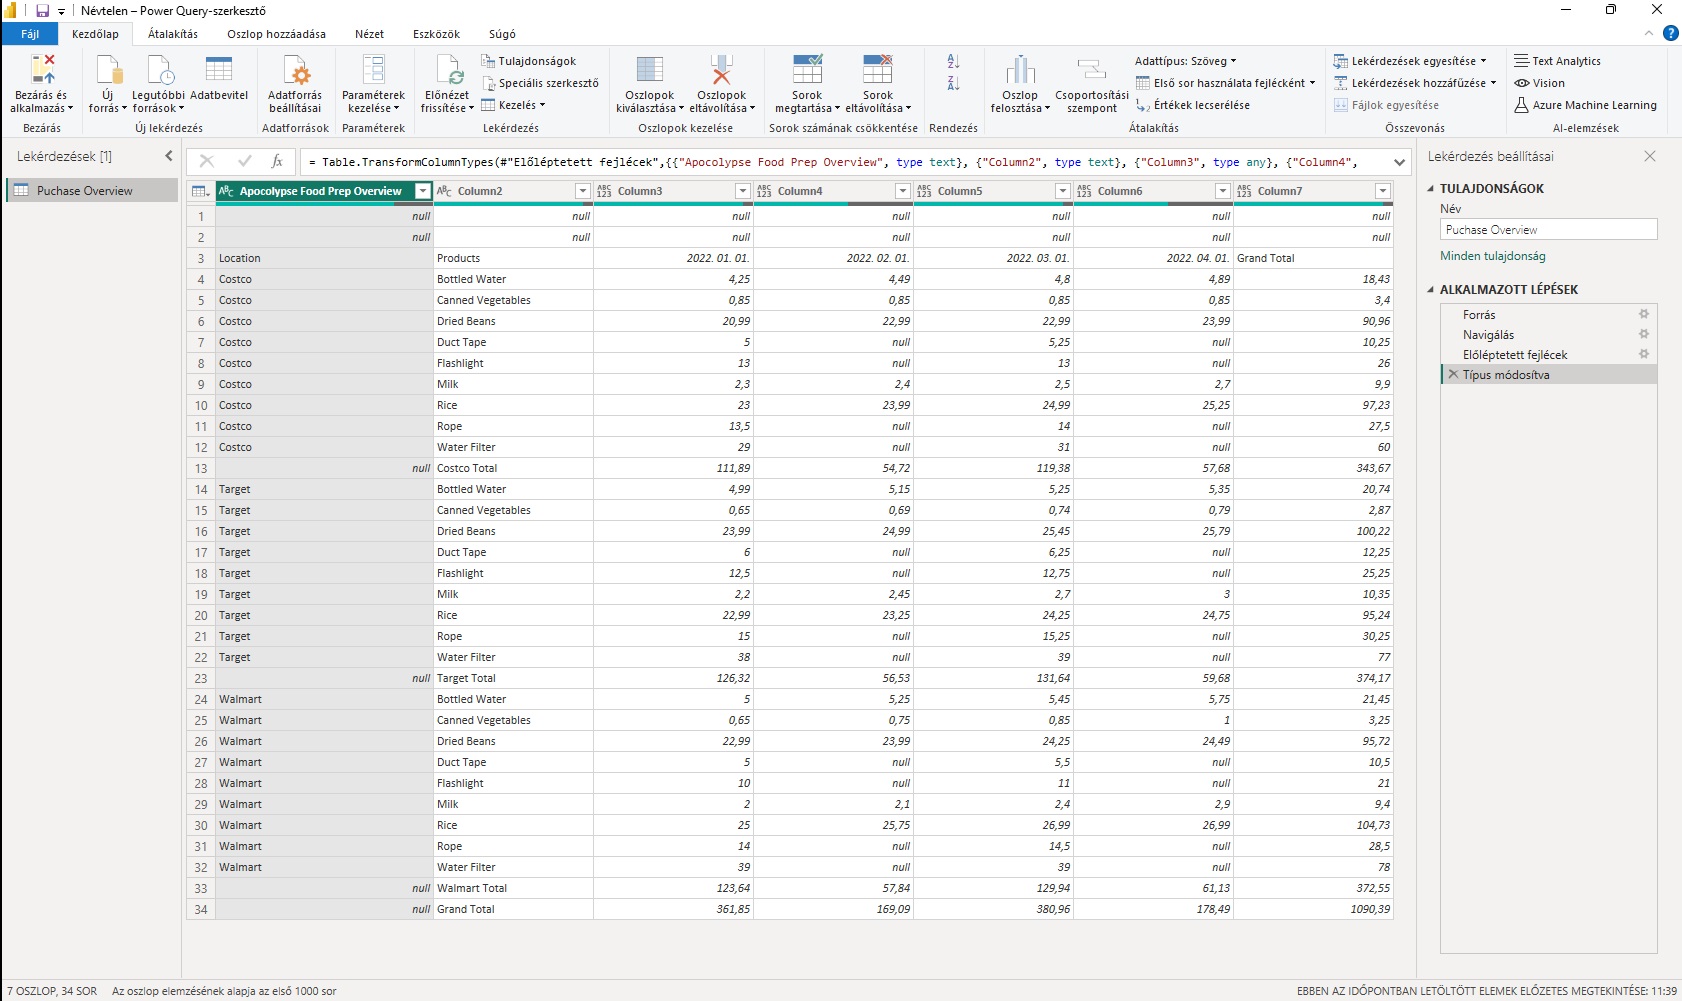 Névtelen – Power Query-szerkesztő
Fájl Kezdőlap Átalakítás Oszlop hozzáadása Nézet Eszközök Súgó
Bezárás és alkalmazás
Bezárás
Új forrás
Legutóbbi források
Adatbevitel
Új lekérdezés
Adatforrás beállításai
Adatforrások
Paraméterek kezelése
Paraméterek
Előnézet frissítése
Tulajdonságok
Speciális szerkesztő
Kezelés
Lekérdezés
Oszlopok kiválasztása
Oszlopok eltávolítása
Oszlopok kezelése
Sorok megtartása
Sorok eltávolítása
Sorok számának csökkentése
Rendezés
Oszlop felosztása
Csoportosítási szempont
Adattípus: Szöveg
Első sor használata fejlécként
Értékek lecserélése
Átalakítás
Lekérdezések egyesítése
Lekérdezések hozzáfűzése
Fájlok egyesítése
Összevonás
Text Analytics
Vision
Azure Machine Learning
AI-elemzések
Lekérdezések [1]
Puchase Overview
= Table.TransformColumnTypes(#"Előléptetett fejlécek",{{"Apocolypse Food Prep Overview", type text}, {"Column2", type text}, {"Column3", type any}, {"Column4",
Apocolypse Food Prep Overview Column2 Column3 Column4 Column5 Column6 Column7
1 null null null null null null null
2 null null null null null null null
3 Location Products 2022. 01. 01. 2022. 02. 01. 2022. 03. 01. 2022. 04. 01. Grand Total
4 Costco Bottled Water 4,25 4,49 4,8 4,89 18,43
5 Costco Canned Vegetables 0,85 0,85 0,85 0,85 3,4
6 Costco Dried Beans 20,99 22,99 22,99 23,99 90,96
7 Costco Duct Tape 5 null 5,25 null 10,25
8 Costco Flashlight 13 null 13 null 26
9 Costco Milk 2,3 2,4 2,5 2,7 9,9
10 Costco Rice 23 23,99 24,99 25,25 97,23
11 Costco Rope 13,5 null 14 null 27,5
12 Costco Water Filter 29 null 31 null 60
13 null Costco Total 111,89 54,72 119,38 57,68 343,67
14 Target Bottled Water 4,99 5,15 5,25 5,35 20,74
15 Target Canned Vegetables 0,65 0,69 0,74 0,79 2,87
16 Target Dried Beans 23,99 24,99 25,45 25,79 100,22
17 Target Duct Tape 6 null 6,25 null 12,25
18 Target Flashlight 12,5 null 12,75 null 25,25
19 Target Milk 2,2 2,45 2,7 3 10,35
20 Target Rice 22,99 23,25 24,25 24,75 95,24
21 Target Rope 15 null 15,25 null 30,25
22 Target Water Filter 38 null 39 null 77
23 null Target Total 126,32 56,53 131,64 59,68 374,17
24 Walmart Bottled Water 5 5,25 5,45 5,75 21,45
25 Walmart Canned Vegetables 0,65 0,75 0,85 1 3,25
26 Walmart Dried Beans 22,99 23,99 24,25 24,49 95,72
27 Walmart Duct Tape 5 null 5,5 null 10,5
28 Walmart Flashlight 10 null 11 null 21
29 Walmart Milk 2 2,1 2,4 2,9 9,4
30 Walmart Rice 25 25,75 26,99 26,99 104,73
31 Walmart Rope 14 null 14,5 null 28,5
32 Walmart Water Filter 39 null 39 null 78
33 null Walmart Total 123,64 57,84 129,94 61,13 372,55
34 null Grand Total 361,85 169,09 380,96 178,49 1090,39
Lekérdezés beállításai
TULAJDONSÁGOK
Név
Puchase Overview
Minden tulajdonság
ALKALMAZOTT LÉPÉSEK
Forrás
Navigálás
Előléptetett fejlécek
Típus módosítva
7 OSZLOP, 34 SOR Az oszlop elemzésének alapja az első 1000 sor
EBBEN AZ IDŐPONTBAN LETÖLTÖTT ELEMEK ELŐZETES MEGTEKINTÉSE: 11:39